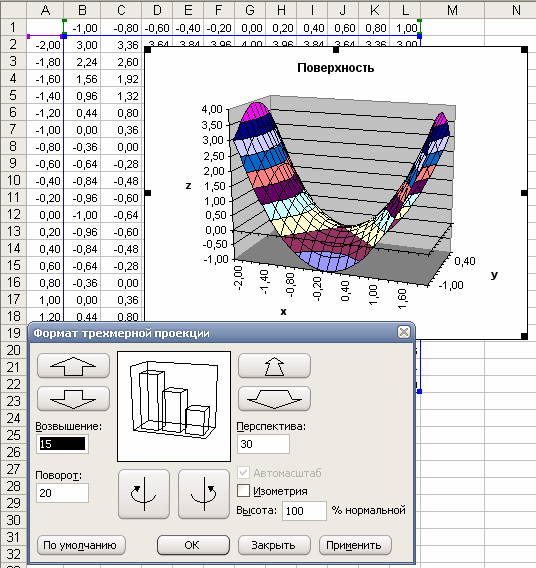 A B C D E F G H I J K L M N
1 -1,00 -0,80 -0,60 -0,40 -0,20 0,00 0,20 0,40 0,60 0,80 1,00
2 -2,00 3,00 3,36 3,64 3,84 3,96 4,00 3,96 3,84 3,64 3,36 3,00
3 -1,80 2,24 2,60
4 -1,60 1,56 1,92
5 -1,40 0,96 1,32
6 -1,20 0,44 0,80
7 -1,00 0,00 0,36
8 -0,80 -0,36 0,00
9 -0,60 -0,64 -0,28
10 -0,40 -0,84 -0,48
11 -0,20 -0,96 -0,60
12 0,00 -1,00 -0,64
13 0,20 -0,96 -0,60
14 0,40 -0,84 -0,48
15 0,60 -0,64 -0,28
16 0,80 -0,36 0,00
17 1,00 0,00 0,36
18 1,20 0,44 0,80
19
20
21
22
23
24
25
26
27
28
29
30
31
32
Поверхность
4,00
3,50
3,00
2,50
2,00
1,50
1,00
0,50
0,00
-0,50
-1,00
z
-2,00 -1,40 -0,80 -0,20 0,40 1,00 1,60
x
-1,00 0,40
y
Формат трехмерной проекции
Возвышение:
15
Поворот:
20
Перспектива:
30
Автомасштаб
Изометрия
Высота: 100 % нормальной
По умолчанию ОК Закрыть Применить